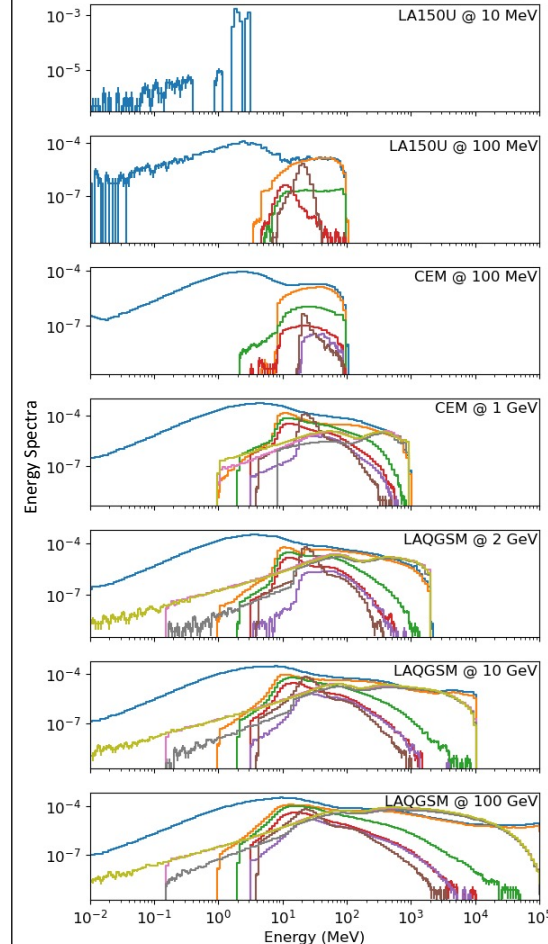 10⁻³
LA150U @ 10 MeV
10⁻⁵
10⁻⁴
LA150U @ 100 MeV
10⁻⁷
10⁻⁴
CEM @ 100 MeV
10⁻⁷
Energy Spectra
10⁻⁴
CEM @ 1 GeV
10⁻⁷
10⁻⁴
LAQGSM @ 2 GeV
10⁻⁷
10⁻⁴
LAQGSM @ 10 GeV
10⁻⁷
10⁻⁴
LAQGSM @ 100 GeV
10⁻⁷
10⁻² 10⁻¹ 10⁰ 10¹ 10² 10³ 10⁴ 10⁵
Energy (MeV)